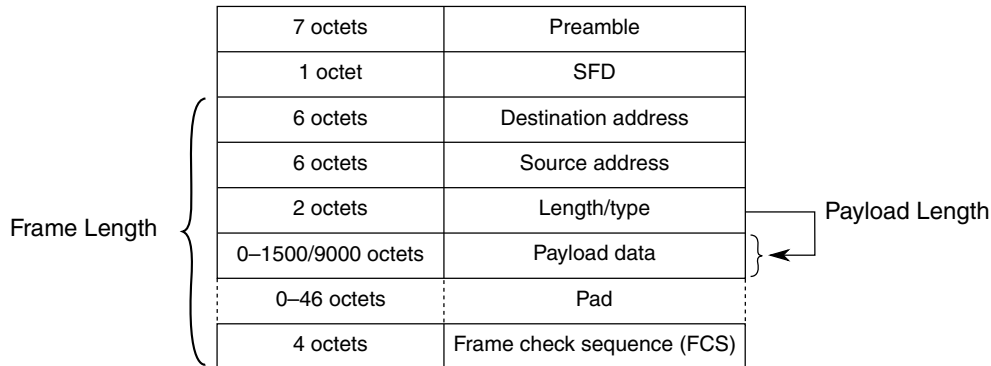 7 octets Preamble
1 octet SFD
6 octets Destination address
6 octets Source address
2 octets Length/type
Payload Length
Frame Length
0–1500/9000 octets Payload data
0–46 octets Pad
4 octets Frame check sequence (FCS)